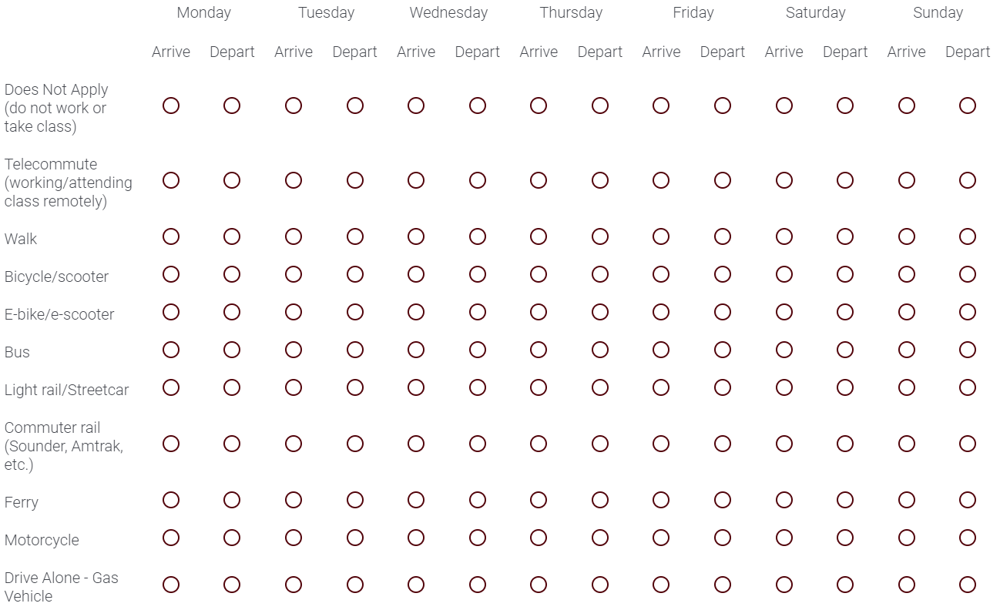 Monday Tuesday Wednesday Thursday Friday Saturday Sunday
Arrive Depart Arrive Depart Arrive Depart Arrive Depart Arrive Depart Arrive Depart Arrive Depart
Does Not Apply
(do not work or
take class)
Telecommute
(working/attending
class remotely)
Walk
Bicycle/scooter
E-bike/e-scooter
Bus
Light rail/Streetcar
Commuter rail
(Sounder, Amtrak,
etc.)
Ferry
Motorcycle
Drive Alone - Gas
Vehicle